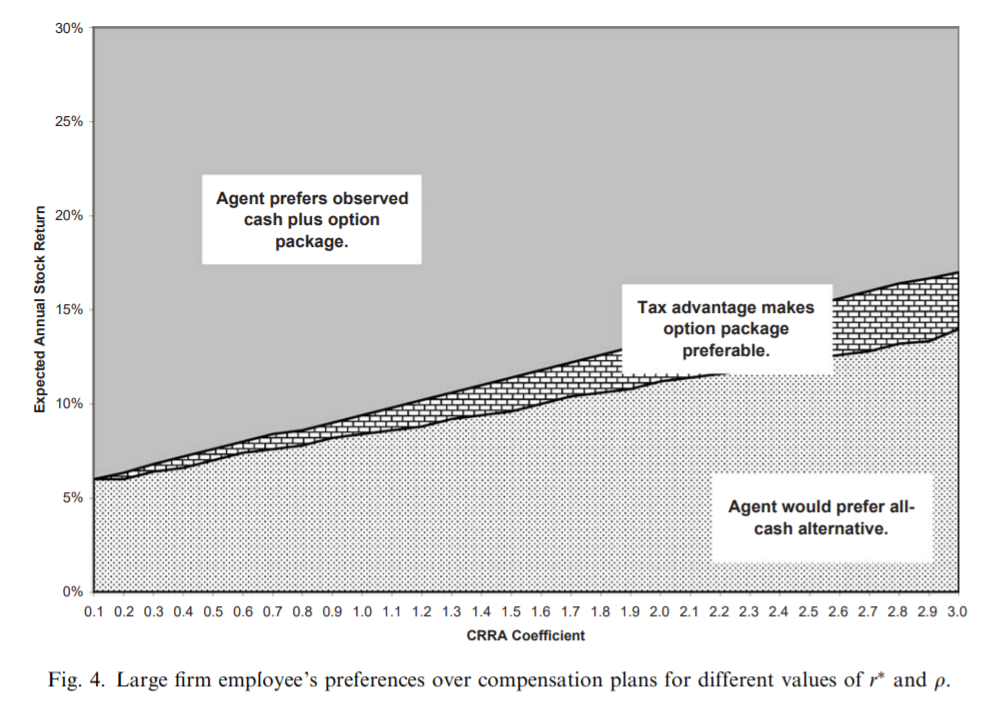 30%
25%
20%
15%
10%
5%
0%
Expected Annual Stock Return
Agent prefers observed
cash plus option
package.
Tax advantage makes
option package
preferable.
Agent would prefer all-
cash alternative.
0.1 0.2 0.3 0.4 0.5 0.6 0.7 0.8 0.9 1.0 1.1 1.2 1.3 1.4 1.5 1.6 1.7 1.8 1.9 2.0 2.1 2.2 2.3 2.4 2.5 2.6 2.7 2.8 2.9 3.0
CRRA Coefficient
Fig. 4. Large firm employee's preferences over compensation plans for different values of r* and ρ.